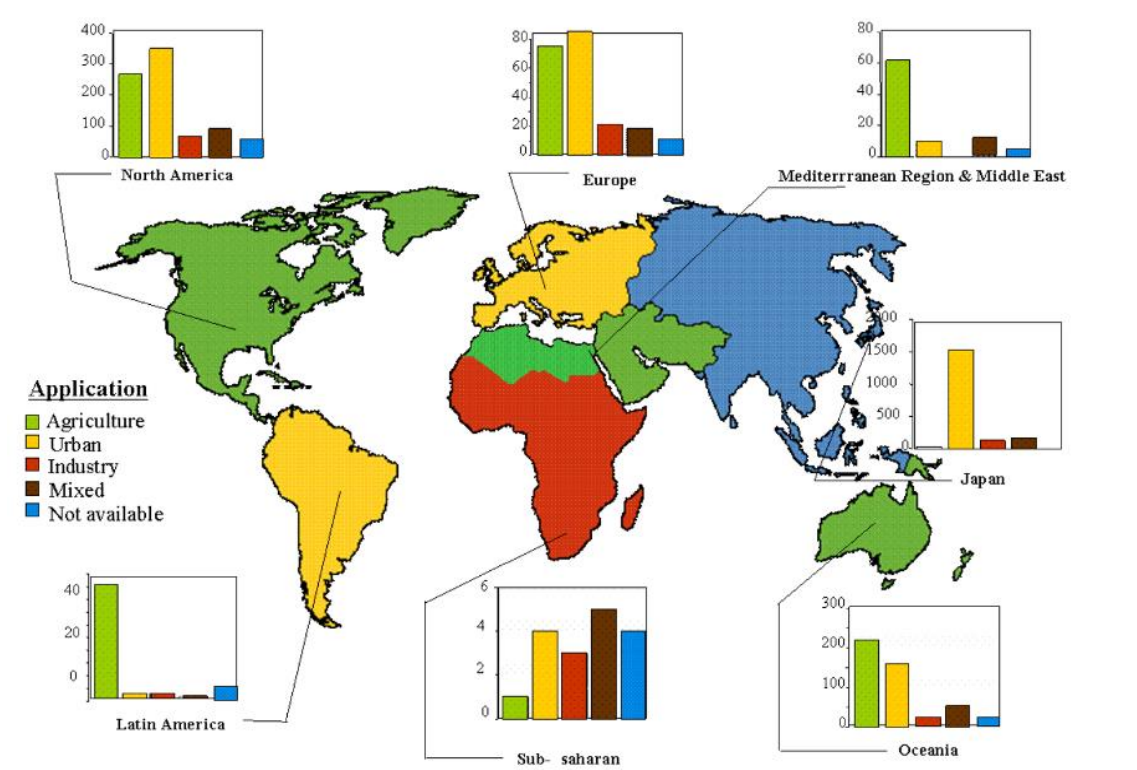 400
300
200
100
0
North America
80
60
40
20
0
Europe
80
60
40
20
0
Mediterrranean Region & Middle East
2000
1500
1000
500
0
Japan
Application
Agriculture
Urban
Industry
Mixed
Not available
40
20
0
Latin America
6
4
2
0
Sub- saharan
300
200
100
0
Oceania